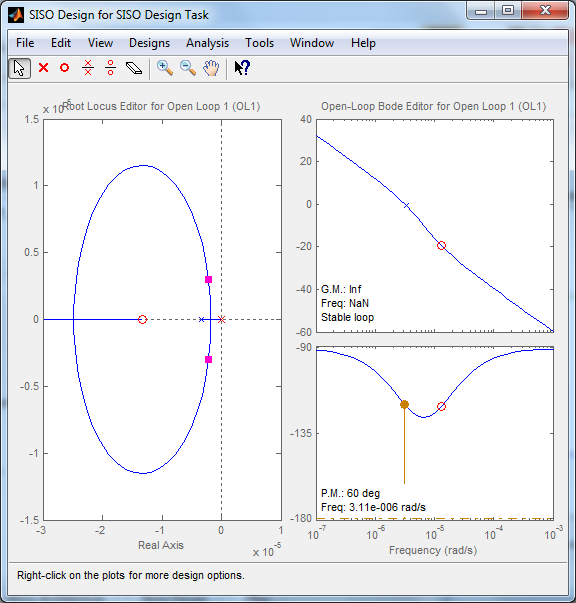 SISO Design for SISO Design Task
File Edit View Designs Analysis Tools Window Help
Root Locus Editor for Open Loop 1 (OL1)
x 10
1.5
1
0.5
0
-0.5
-1
-1.5
-3 -2 -1 0 1
x 10^-5
Real Axis
Open-Loop Bode Editor for Open Loop 1 (OL1)
40
20
0
-20
-40
-60
G.M.: Inf
Freq: NaN
Stable loop
-90
-135
-180
P.M.: 60 deg
Freq: 3.11e-006 rad/s
10^-7 10^-6 10^-5 10^-4 10^-3
Frequency (rad/s)
Right-click on the plots for more design options.